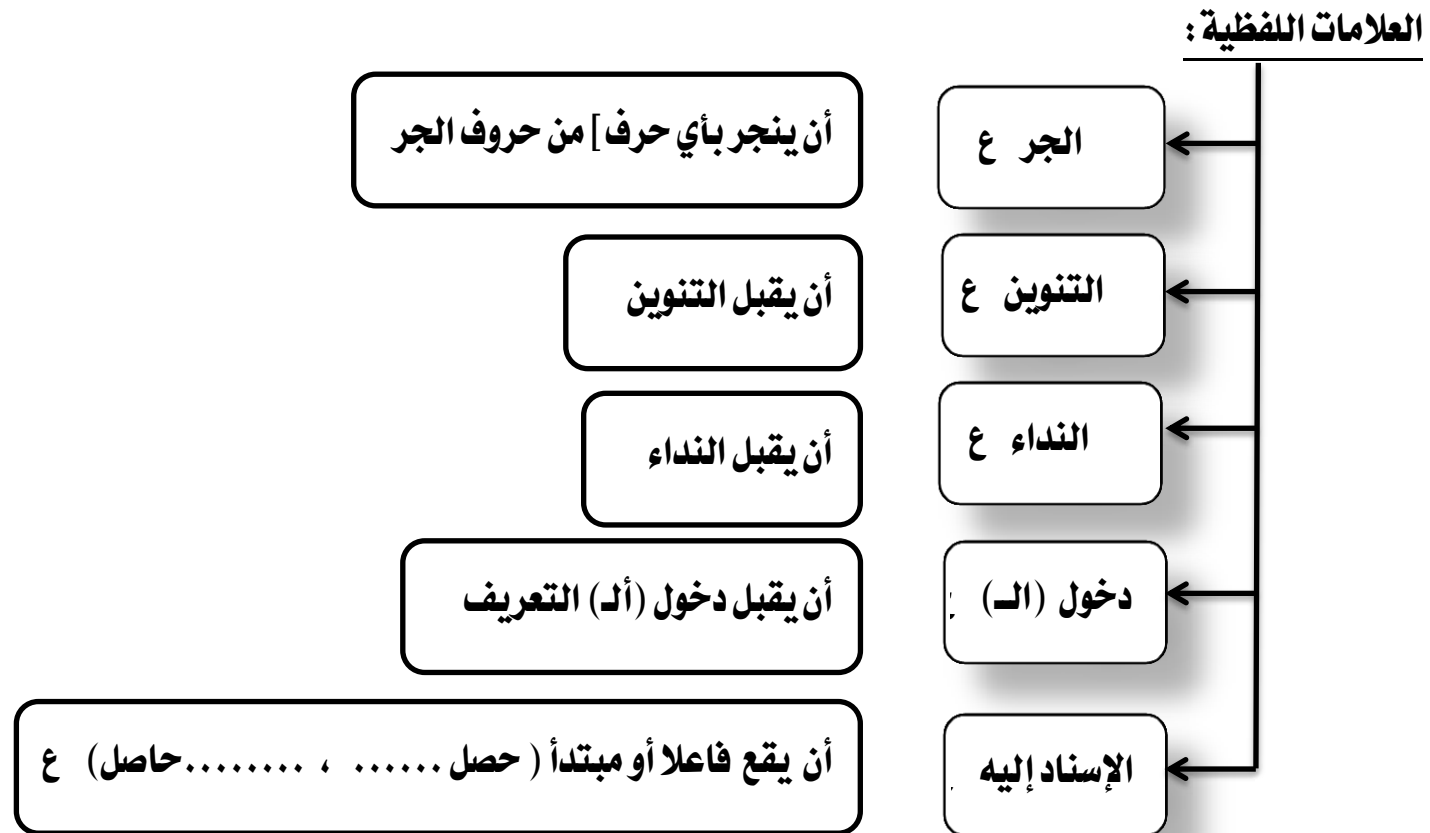 العلامات اللفظية :
الجر ع
أن ينجر بأي حرف] من حروف الجر
التنوين ع
أن يقبل التنوين
النداء ع
أن يقبل النداء
دخول (الـ)
أن يقبل دخول (ألـ) التعريف
الإسناد إليه
أن يقع فاعلا أو مبتدأ ( حصل ...... ، ........حاصل) ع